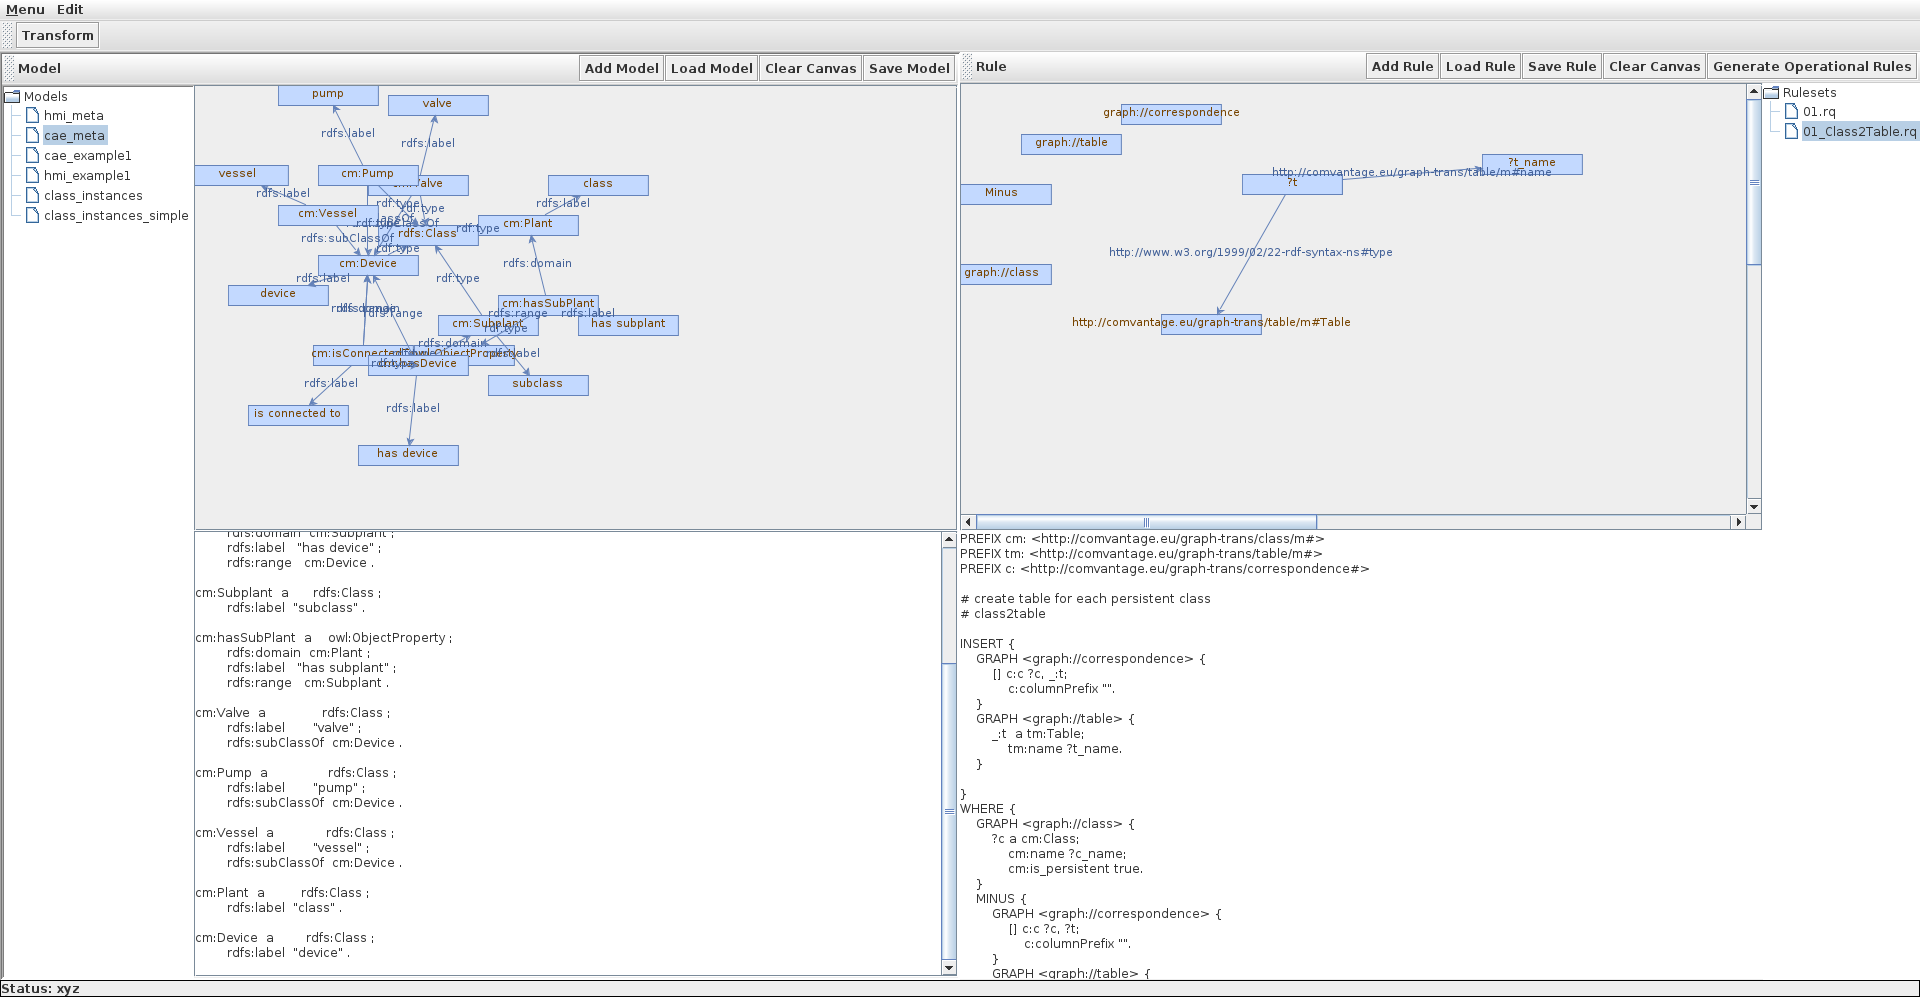 Menu Edit
Transform
Model
Add Model Load Model Clear Canvas Save Model
Models
hmi_meta
cae_meta
cae_example1
hmi_example1
class_instances
class_instances_simple
pump
valve
rdfs:label
rdfs:label
vessel
cm:Pump
class
rdfs:label
rdfs:label
cm:Vessel
cm:Plant
rdf:type
rdfs:Class
rdf:type
rdfs:subClassOf
rdf:type
cm:Device
rdfs:domain
rdfs:label
rdf:type
device
cm:hasSubPlant
rdfs:range
rdfs:range
rdfs:label
cm:Subplant
rdf:type
has subplant
rdfs:domain
cm:hasDevice
rdfs:label
subclass
is connected to
rdfs:label
has device
rdfs:domain cm:Subplant ;
rdfs:label "has device" ;
rdfs:range cm:Device .
cm:Subplant a rdfs:Class ;
rdfs:label "subclass" .
cm:hasSubPlant a owl:ObjectProperty ;
rdfs:domain cm:Plant ;
rdfs:label "has subplant" ;
rdfs:range cm:Subplant .
cm:Valve a rdfs:Class ;
rdfs:label "valve" ;
rdfs:subClassOf cm:Device .
cm:Pump a rdfs:Class ;
rdfs:label "pump" ;
rdfs:subClassOf cm:Device .
cm:Vessel a rdfs:Class ;
rdfs:label "vessel" ;
rdfs:subClassOf cm:Device .
cm:Plant a rdfs:Class ;
rdfs:label "class" .
cm:Device a rdfs:Class ;
rdfs:label "device" .
Rule
Add Rule Load Rule Save Rule Clear Canvas Generate Operational Rules
graph://correspondence
graph://table
?t_name
http://comvantage.eu/graph-trans/table/m#name
?t
Minus
http://www.w3.org/1999/02/22-rdf-syntax-ns#type
graph://class
http://comvantage.eu/graph-trans/table/m#Table
Rulesets
01.rq
01_Class2Table.rq
PREFIX cm: <http://comvantage.eu/graph-trans/class/m#>
PREFIX tm: <http://comvantage.eu/graph-trans/table/m#>
PREFIX c: <http://comvantage.eu/graph-trans/correspondence#>
# create table for each persistent class
# class2table
INSERT {
GRAPH <graph://correspondence> {
[] c:c ?c, _:t;
c:columnPrefix "".
}
GRAPH <graph://table> {
_:t a tm:Table;
tm:name ?t_name.
}
}
WHERE {
GRAPH <graph://class> {
?c a cm:Class;
cm:name ?c_name;
cm:is_persistent true.
}
MINUS {
GRAPH <graph://correspondence> {
[] c:c ?c, ?t;
c:columnPrefix "".
}
GRAPH <graph://table> {
Status: xyz